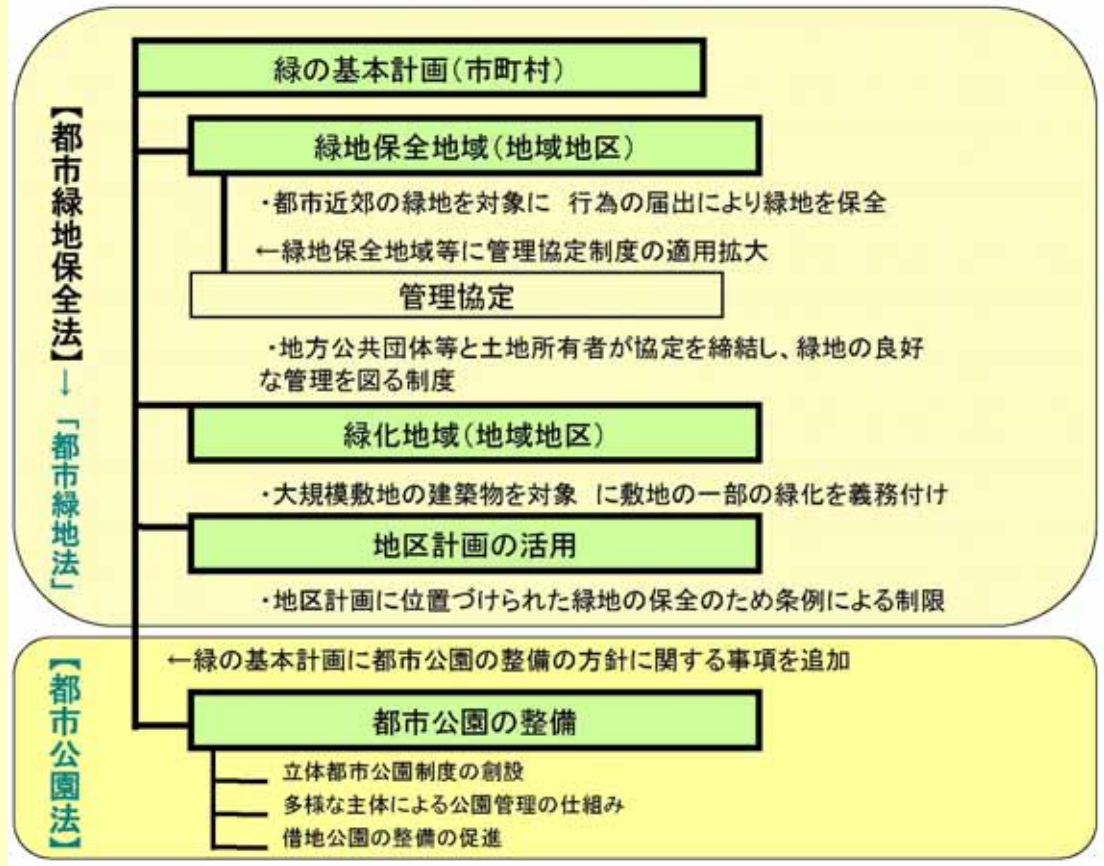 【都市緑地保全法】→「都市緑地法」
緑の基本計画(市町村)
緑地保全地域(地域地区)
・都市近郊の緑地を対象に 行為の届出により緑地を保全
←緑地保全地域等に管理協定制度の適用拡大
管理協定
・地方公共団体等と土地所有者が協定を締結し、緑地の良好
な管理を図る制度
緑化地域(地域地区)
・大規模敷地の建築物を対象 に敷地の一部の緑化を義務付け
地区計画の活用
・地区計画に位置づけられた緑地の保全のため条例による制限
【都市公園法】
←緑の基本計画に都市公園の整備の方針に関する事項を追加
都市公園の整備
立体都市公園制度の創設
多様な主体による公園管理の仕組み
借地公園の整備の促進